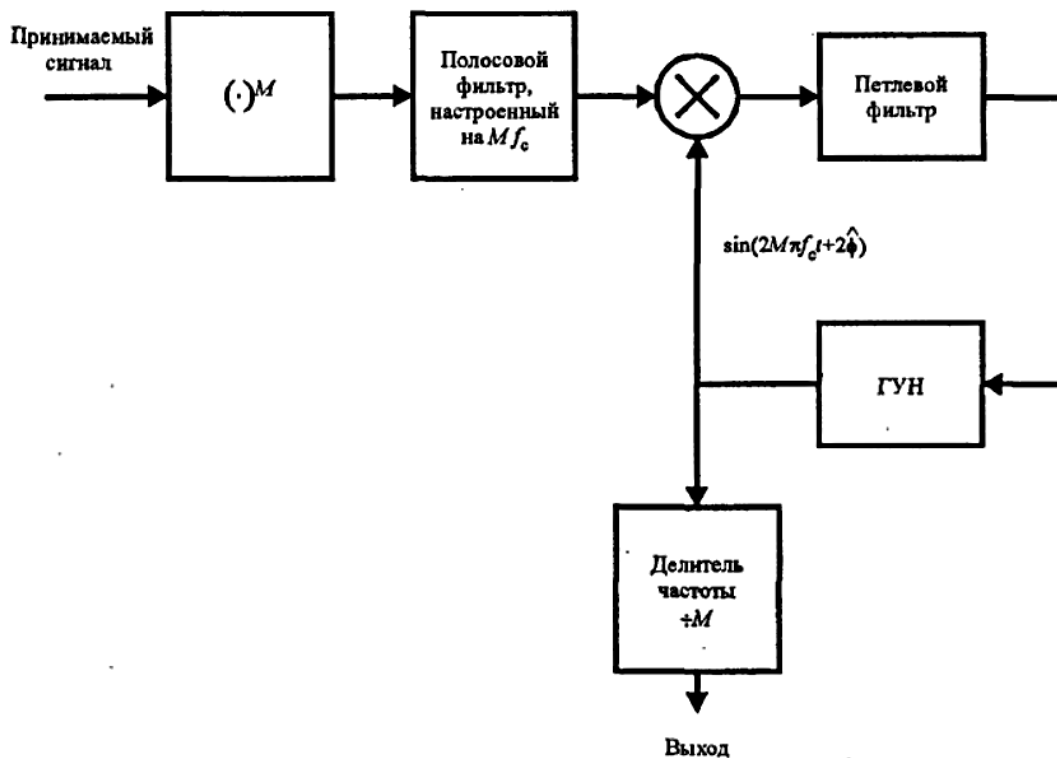 Принимаемый
сигнал
(·)^M
Полосовой
фильтр,
настроенный
на Mf_c
Петлевой
фильтр
sin(2Mπf_ct+2φ̂)
ГУН
Делитель
частоты
÷M
Выход